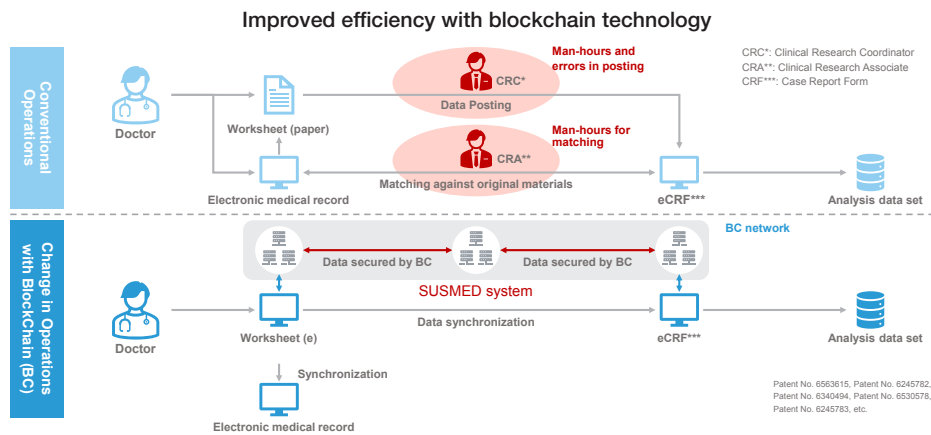 Improved efficiency with blockchain technology
Conventional
Operations
Doctor
Worksheet (paper)
Electronic medical record
CRC*
Data Posting
Man-hours and
errors in posting
CRA**
Matching against original materials
Man-hours for
matching
eCRF***
Analysis data set
CRC*: Clinical Research Coordinator
CRA**: Clinical Research Associate
CRF***: Case Report Form
Change in Operations
with BlockChain (BC)
BC network
Data secured by BC
Data secured by BC
SUSMED system
Doctor
Worksheet (e)
Data synchronization
eCRF***
Analysis data set
Synchronization
Electronic medical record
Patent No. 6563615, Patent No. 6245782,
Patent No. 6340494, Patent No. 6530578,
Patent No. 6245783, etc.